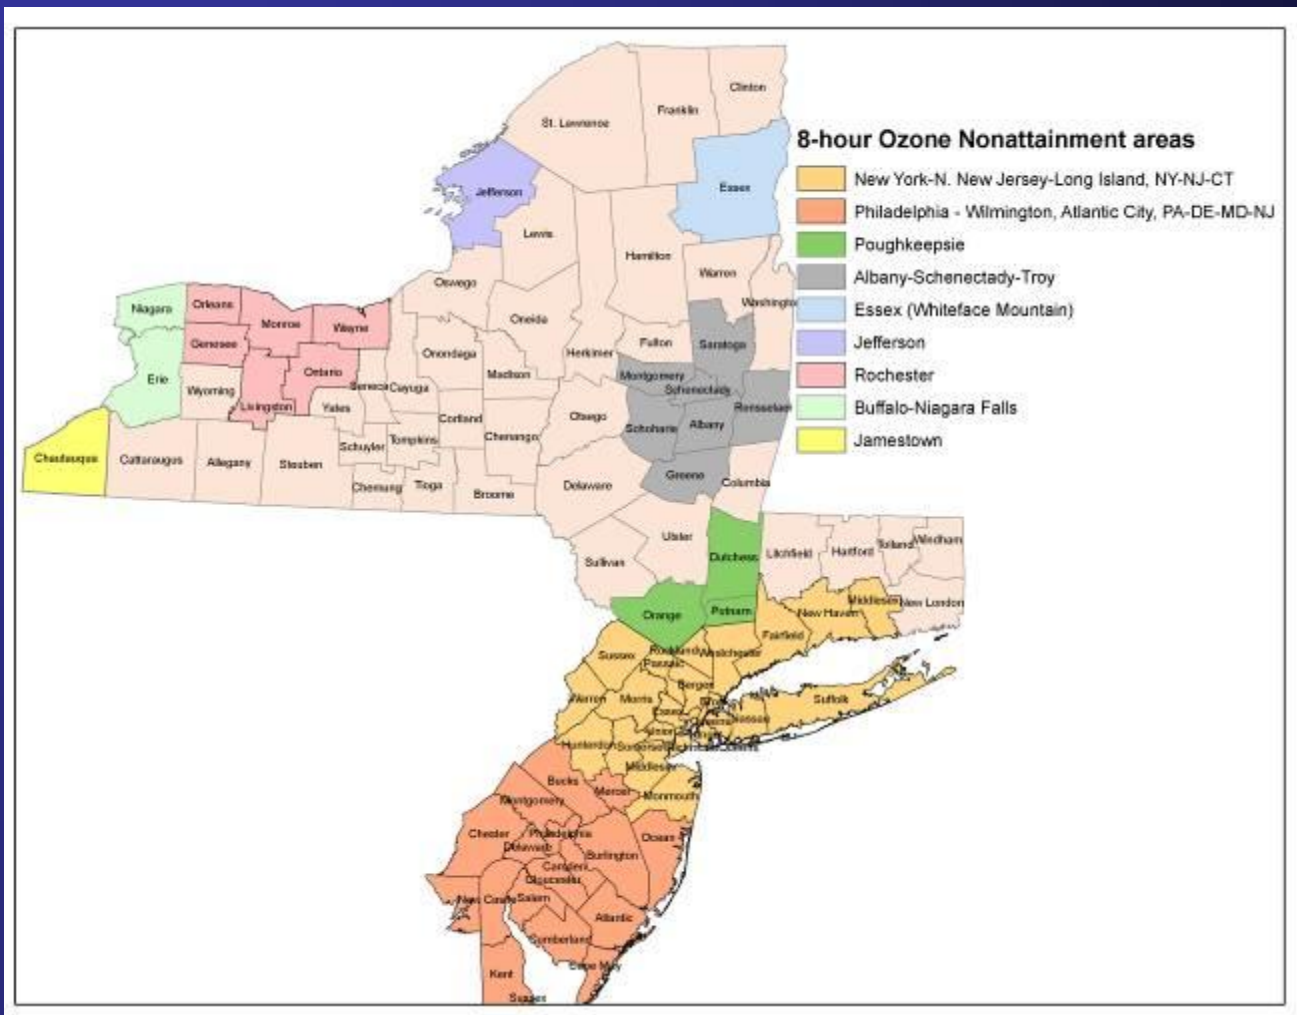 8-hour Ozone Nonattainment areas
New York-N. New Jersey-Long Island, NY-NJ-CT
Philadelphia - Wilmington, Atlantic City, PA-DE-MD-NJ
Poughkeepsie
Albany-Schenectady-Troy
Essex (Whiteface Mountain)
Jefferson
Rochester
Buffalo-Niagara Falls
Jamestown
Clinton
Franklin
St. Lawrence
Essex
Jefferson
Lewis
Hamilton
Warren
Oswego
Washington
Niagara
Orleans
Monroe
Wayne
Oneida
Genesee
Fulton
Saratoga
Herkimer
Onondaga
Madison
Ontario
Montgomery
Erie
Wyoming
Seneca
Cayuga
Schenectady
Livingston
Yates
Rensselaer
Cortland
Otsego
Schoharie
Albany
Chenango
Schuyler
Tompkins
Chautauqua
Cattaraugus
Allegany
Steuben
Greene
Columbia
Chemung
Tioga
Broome
Delaware
Ulster
Sullivan
Dutchess
Litchfield
Hartford
Tolland
Windham
Orange
Putnam
New Haven
Middlesex
New London
Fairfield
Sussex
Rockland
Westchester
Passaic
Bergen
Warren
Morris
Essex
Suffolk
Nassau
Union
Hunterdon
Somerset
Richmond
Queens
Middlesex
Bucks
Mercer
Monmouth
Montgomery
Chester
Philadelphia
Ocean
Delaware
Burlington
Camden
Gloucester
New Castle
Salem
Atlantic
Cumberland
Cape May
Kent
Sussex